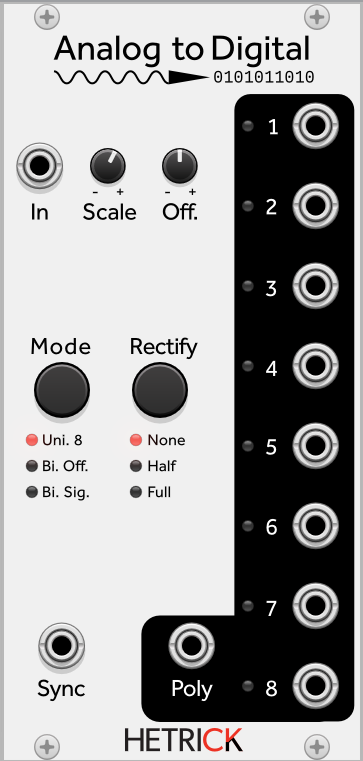 Analog to Digital
0101011010
1
In
- +
Scale
- +
Off.
2
3
Mode
Rectify
4
Uni. 8
None
5
Bi. Off.
Half
Bi. Sig.
Full
6
7
Sync
Poly
8
HETRICK